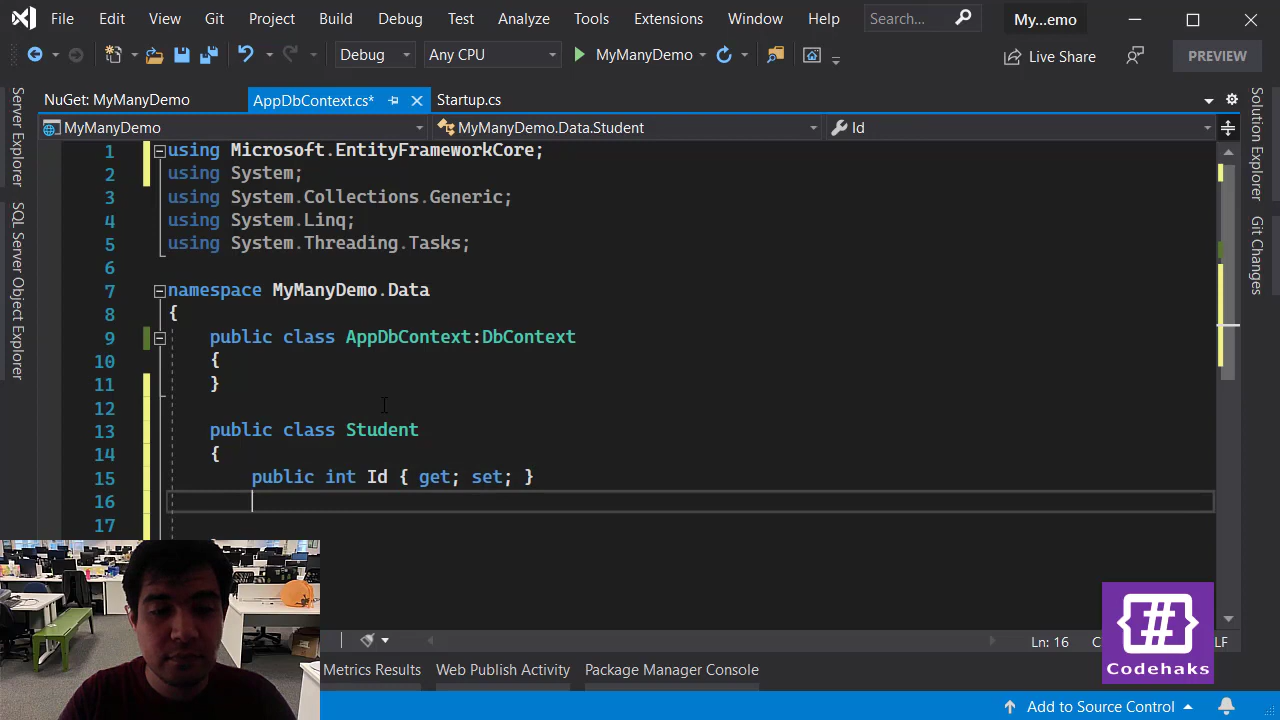 File Edit View Git Project Build Debug Test Analyze Tools Extensions Window Help Search... My...emo
Debug Any CPU MyManyDemo Live Share PREVIEW
NuGet: MyManyDemo AppDbContext.cs* Startup.cs
MyManyDemo MyManyDemo.Data.Student Id
Server Explorer
SQL Server Object Explorer
Solution Explorer
Git Changes
1 using Microsoft.EntityFrameworkCore;
2 using System;
3 using System.Collections.Generic;
4 using System.Linq;
5 using System.Threading.Tasks;
6
7 namespace MyManyDemo.Data
8 {
9 public class AppDbContext:DbContext
10 {
11 }
12
13 public class Student
14 {
15 public int Id { get; set; }
16
17
Ln: 16 C LF
#
Codehaks
Metrics Results Web Publish Activity Package Manager Console
Add to Source Control